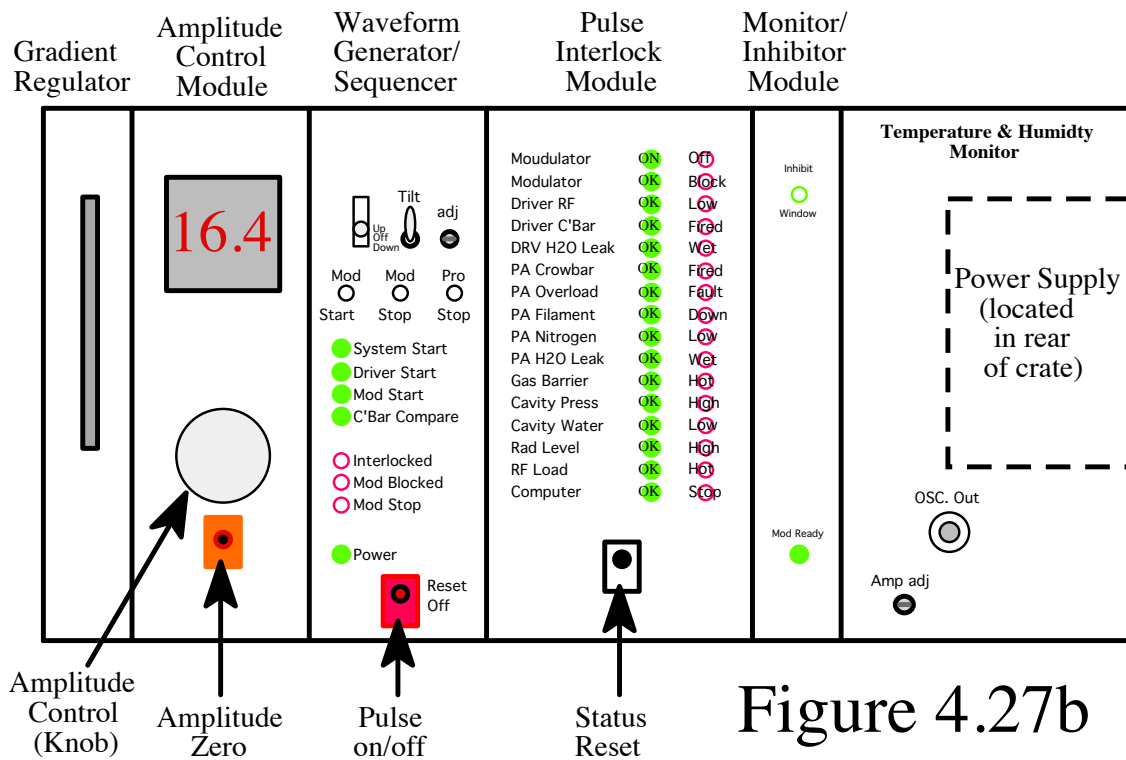 Gradient
Regulator
Amplitude
Control
Module
Waveform
Generator/
Sequencer
Pulse
Interlock
Module
Monitor/
Inhibitor
Module
16.4
Up
Off
Down
Tilt
adj
Mod
Start
Mod
Stop
Pro
Stop
System Start
Driver Start
Mod Start
C'Bar Compare
Interlocked
Mod Blocked
Mod Stop
Power
Reset
Off
Moudulator ON Off
Modulator OK Block
Driver RF OK Low
Driver C'Bar OK Fired
DRV H2O Leak OK Wet
PA Crowbar OK Fired
PA Overload OK Fault
PA Filament OK Down
PA Nitrogen OK Low
PA H2O Leak OK Wet
Gas Barrier OK Hot
Cavity Press OK High
Cavity Water OK Low
Rad Level OK High
RF Load OK Hot
Computer OK Stop
Inhibit
Window
Mod Ready
Temperature & Humidty
Monitor
Power Supply
(located
in rear
of crate)
OSC. Out
Amp adj
Amplitude
Control
(Knob)
Amplitude
Zero
Pulse
on/off
Status
Reset
Figure 4.27b